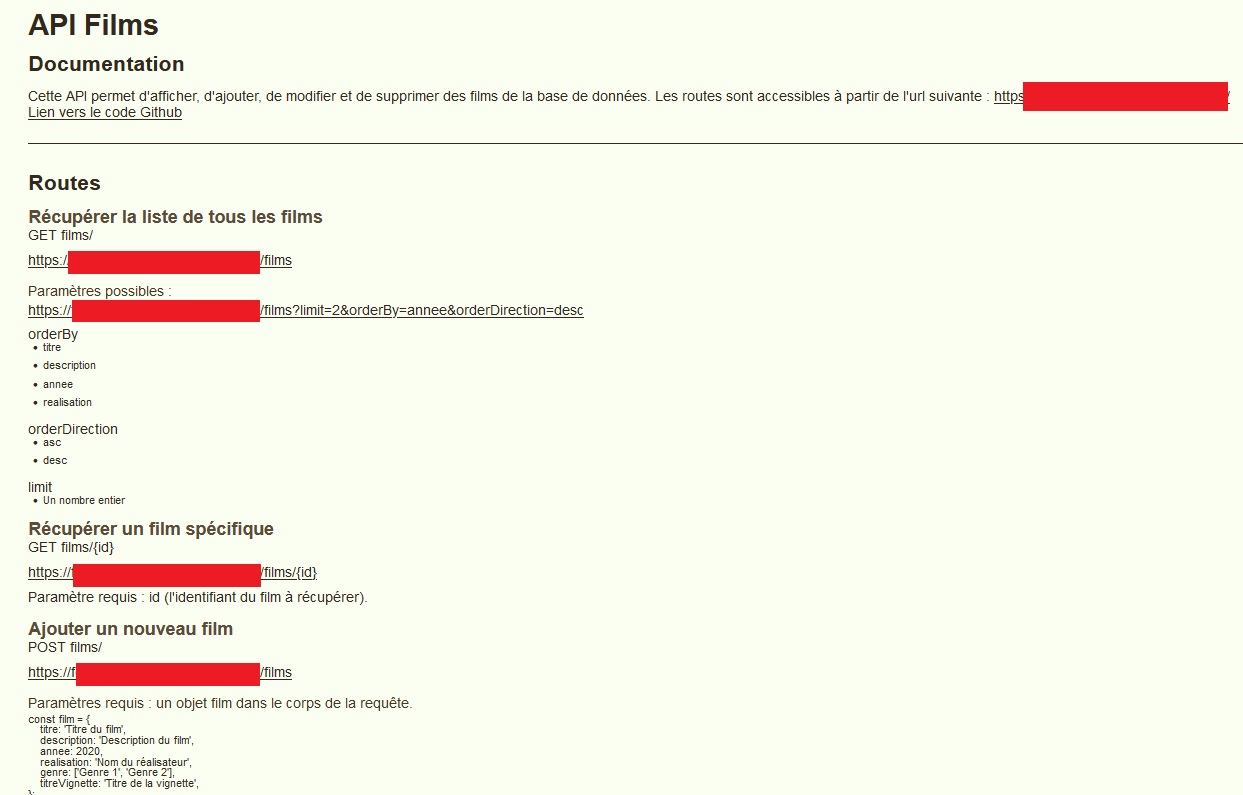 API Films
Documentation
Cette API permet d'afficher, d'ajouter, de modifier et de supprimer des films de la base de données. Les routes sont accessibles à partir de l'url suivante : https /
Lien vers le code Github
Routes
Récupérer la liste de tous les films
GET films/
https:/ /films
Paramètres possibles :
https:// /films?limit=2&orderBy=annee&orderDirection=desc
orderBy
• titre
• description
• annee
• realisation
orderDirection
• asc
• desc
limit
• Un nombre entier
Récupérer un film spécifique
GET films/{id}
https:// /films/{id}
Paramètre requis : id (l'identifiant du film à récupérer).
Ajouter un nouveau film
POST films/
https://f /films
Paramètres requis : un objet film dans le corps de la requête.
const film = {
titre: 'Titre du film',
description: 'Description du film',
annee: 2020,
realisation: 'Nom du réalisateur',
genre: ['Genre 1', 'Genre 2'],
titreVignette: 'Titre de la vignette',
};